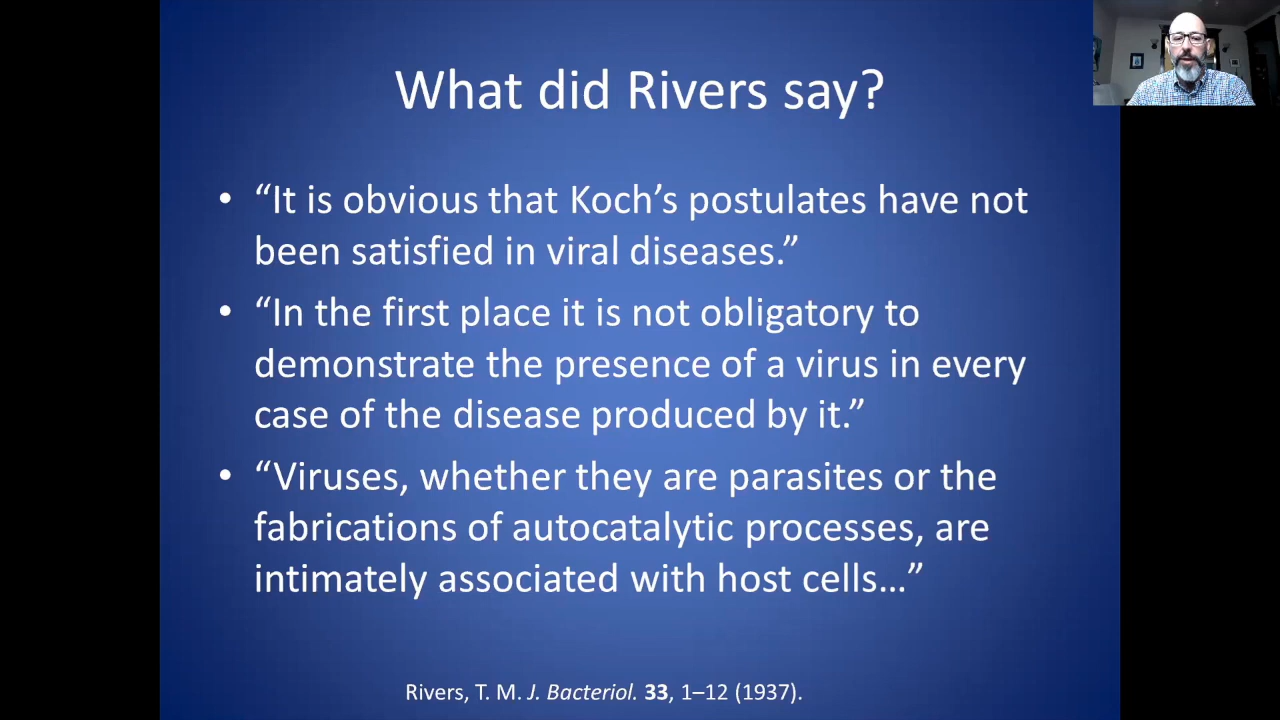 What did Rivers say?
• “It is obvious that Koch’s postulates have not
been satisfied in viral diseases.”
• “In the first place it is not obligatory to
demonstrate the presence of a virus in every
case of the disease produced by it.”
• “Viruses, whether they are parasites or the
fabrications of autocatalytic processes, are
intimately associated with host cells…”
Rivers, T. M. J. Bacteriol. 33, 1–12 (1937).